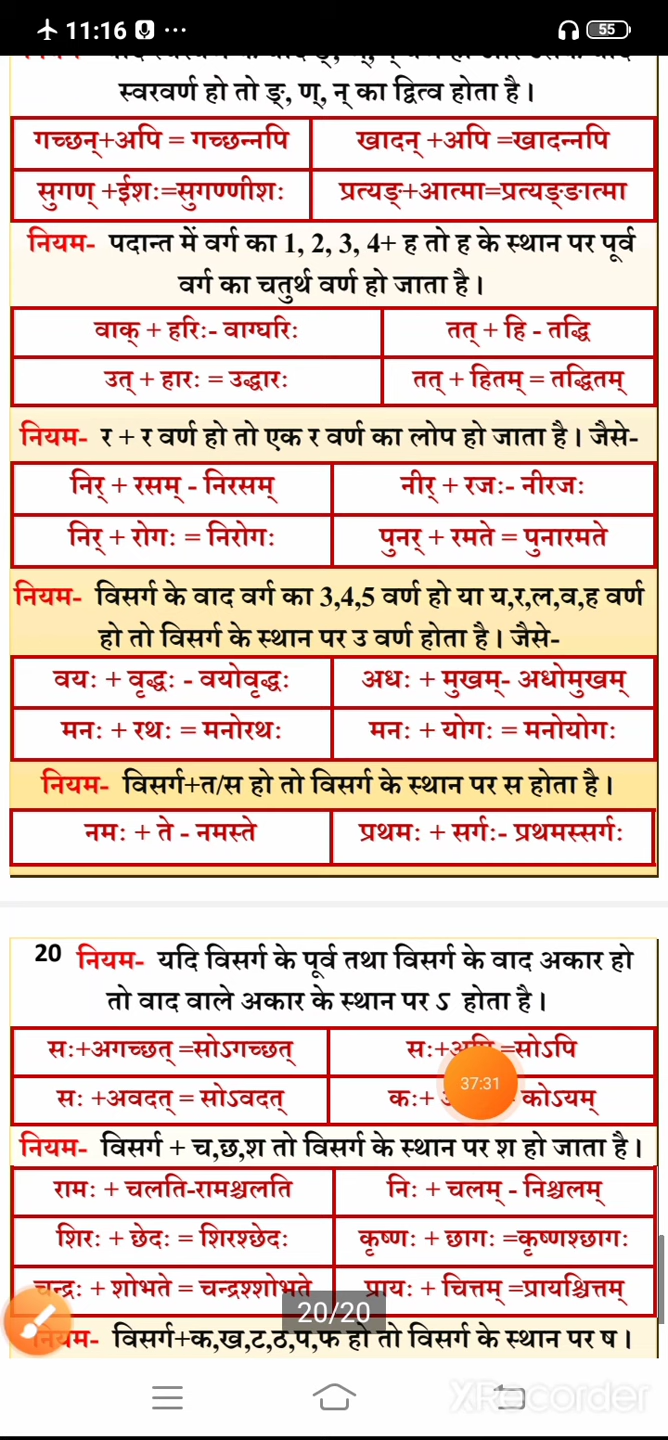 11:16
55
स्वरवर्ण हो तो ङ्, ण्, न् का द्वित्व होता है।
गच्छन्+अपि = गच्छन्नपि खादन् +अपि =खादन्नपि
सुगण् +ईशः=सुगण्णीशः प्रत्यङ्+आत्मा=प्रत्यङ्ङात्मा
नियम- पदान्त में वर्ग का 1, 2, 3, 4+ ह तो ह के स्थान पर पूर्व
वर्ग का चतुर्थ वर्ण हो जाता है।
वाक् + हरिः- वाग्घरिः तत् + हि - तद्धि
उत् + हारः = उद्धारः तत् + हितम् = तद्धितम्
नियम- र + र वर्ण हो तो एक र वर्ण का लोप हो जाता है। जैसे-
निर् + रसम् - निरसम् नीर् + रजः- नीरजः
निर् + रोगः = निरोगः पुनर् + रमते = पुनारमते
नियम- विसर्ग के वाद वर्ग का 3,4,5 वर्ण हो या य,र,ल,व,ह वर्ण
हो तो विसर्ग के स्थान पर उ वर्ण होता है। जैसे-
वयः + वृद्धः - वयोवृद्धः अधः + मुखम्- अधोमुखम्
मनः + रथः = मनोरथः मनः + योगः = मनोयोगः
नियम- विसर्ग+त/स हो तो विसर्ग के स्थान पर स होता है।
नमः + ते - नमस्ते प्रथमः + सर्गः- प्रथमस्सर्गः
20 नियम- यदि विसर्ग के पूर्व तथा विसर्ग के वाद अकार हो
तो वाद वाले अकार के स्थान पर ऽ होता है।
सः+अगच्छत् =सोऽगच्छत् सः+अपि =सोऽपि
सः +अवदत् = सोऽवदत् कः+ कोऽयम्
37:31
नियम- विसर्ग + च,छ,श तो विसर्ग के स्थान पर श हो जाता है।
रामः + चलति-रामश्चलति निः + चलम् - निश्चलम्
शिरः + छेदः = शिरश्छेदः कृष्णः + छागः =कृष्णश्छागः
चन्द्रः + शोभते = चन्द्रश्शोभते प्रायः + चित्तम् =प्रायश्चित्तम्
20/20
नियम- विसर्ग+क,ख,ट,ठ,प,फ हो तो विसर्ग के स्थान पर ष।
XRecorder